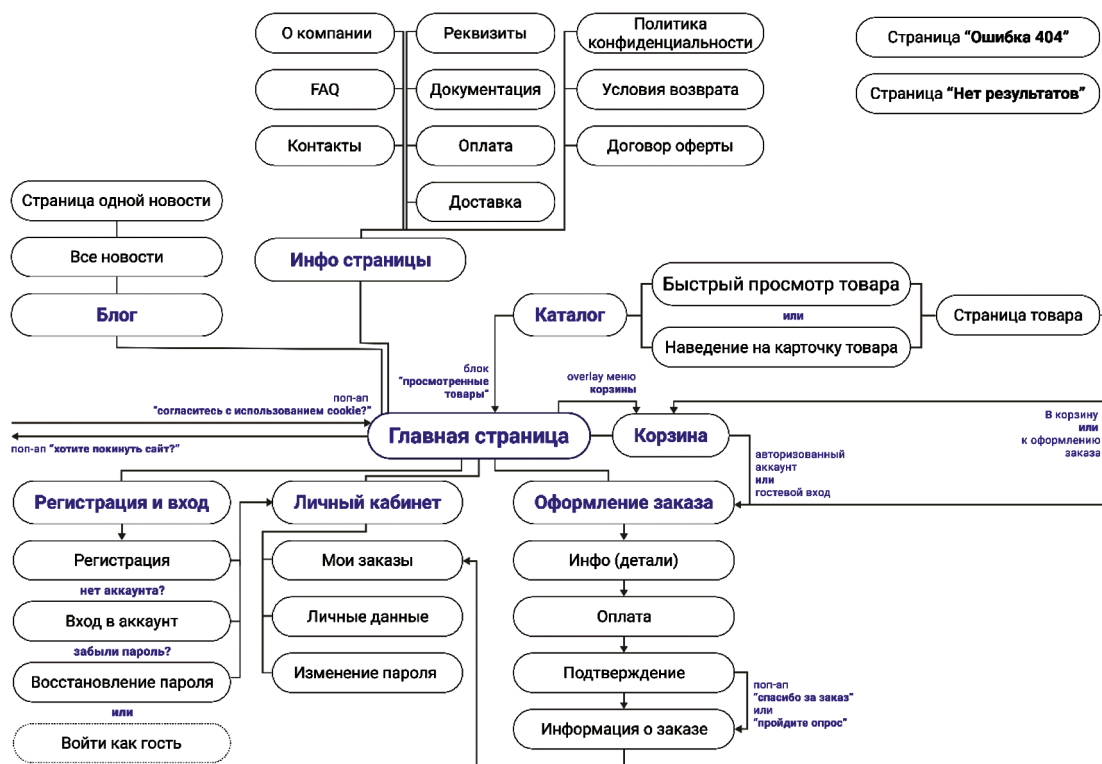 О компании
Реквизиты
Политика
конфиденциальности
Страница “Ошибка 404”
FAQ
Документация
Условия возврата
Страница “Нет результатов”
Контакты
Оплата
Договор оферты
Доставка
Страница одной новости
Все новости
Блог
Инфо страницы
Каталог
Быстрый просмотр товара
или
Наведение на карточку товара
Страница товара
блок
"просмотренные
товары"
overlay меню
корзины
поп-ап
"согласитесь с использованием cookie?"
поп-ап "хотите покинуть сайт?"
Главная страница
Корзина
В корзину
или
к оформлению
заказа
авторизованный
аккаунт
или
гостевой вход
Регистрация и вход
Личный кабинет
Оформление заказа
Регистрация
нет аккаунта?
Вход в аккаунт
забыли пароль?
Восстановление пароля
или
Войти как гость
Мои заказы
Личные данные
Изменение пароля
Инфо (детали)
Оплата
Подтверждение
поп-ап
"спасибо за заказ"
или
"пройдите опрос"
Информация о заказе